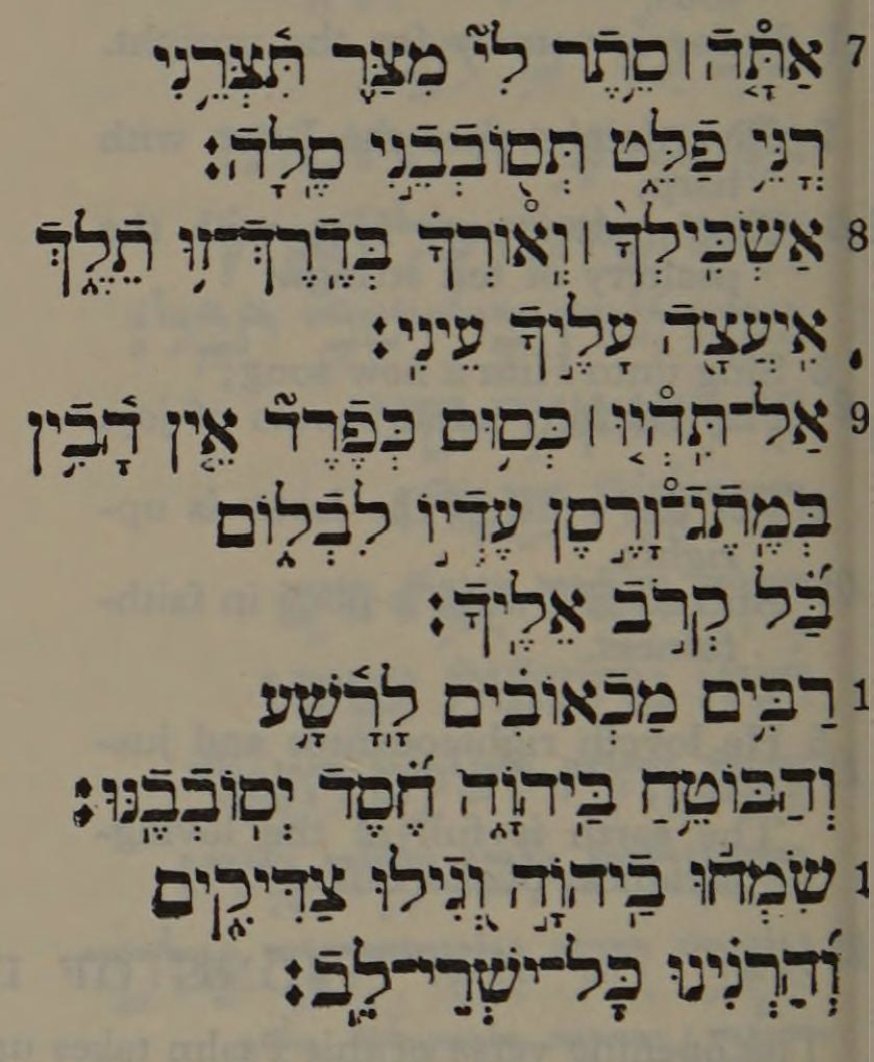 7 אַתָּה ׀ סֵתֶר לִי מִצַּר תִּצְּרֵנִי
רָנֵּי פַלֵּט תְּסוֹבְבֵנִי סֶלָה׃
8 אַשְׂכִּילְךָ ׀ וְאוֹרְךָ בְּדֶרֶךְ־זוּ תֵלֵךְ
אִיעֲצָה עָלֶיךָ עֵינִי׃
9 אַל־תִּהְיוּ ׀ כְּסוּס כְּפֶרֶד אֵין הָבִין
בְּמֶתֶג־וָרֶסֶן עֶדְיוֹ לִבְלוֹם
בַּל קְרֹב אֵלֶיךָ׃
1 רַבִּים מַכְאוֹבִים לָרָשָׁע
וְהַבּוֹטֵחַ בַּיהוָה חֶסֶד יְסוֹבְבֶנּוּ׃
1 שִׂמְחוּ בַיהוָה וְגִילוּ צַדִּיקִים
וְהַרְנִינוּ כָּל־יִשְׁרֵי־לֵב׃